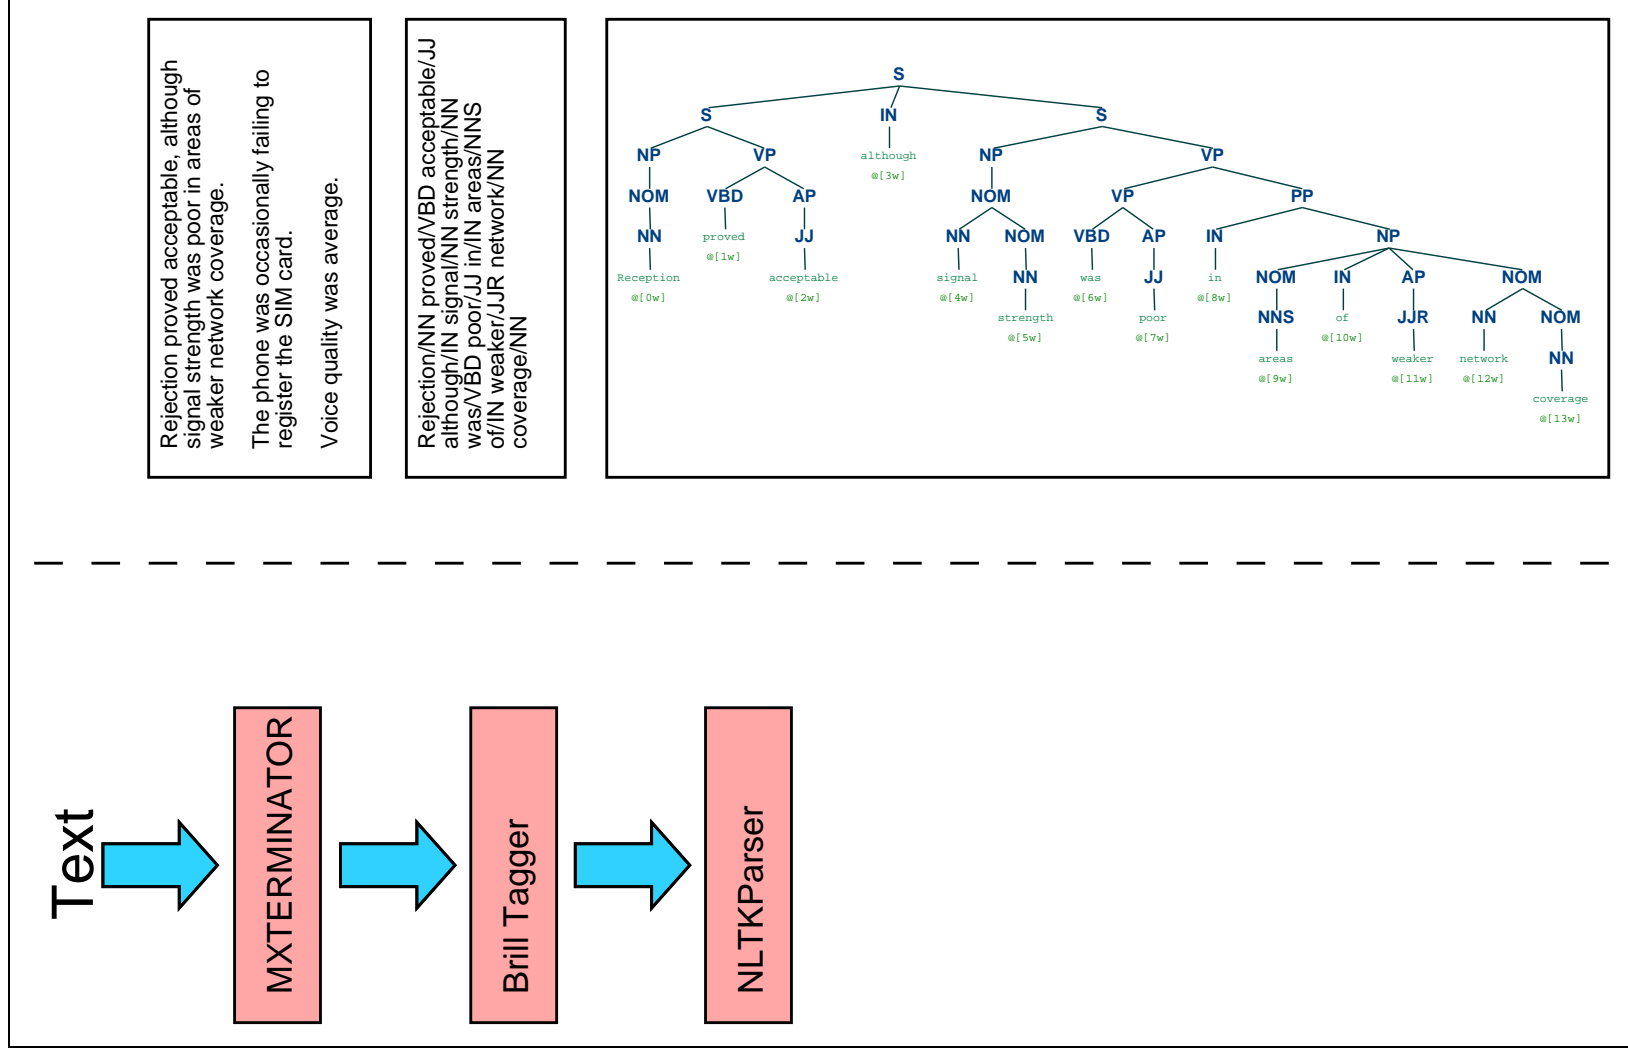 Rejection proved acceptable, although
signal strength was poor in areas of
weaker network coverage.
The phone was occasionally failing to
register the SIM card.
Voice quality was average.
Rejection/NN proved/VBD acceptable/JJ
although/IN signal/NN strength/NN
was/VBD poor/JJ in/IN areas/NNS
of/IN weaker/JJR network/NN
coverage/NN
S
S IN S
NP VP although NP VP
@[3w]
NOM VBD AP NOM VP PP
NN proved JJ NN NOM VBD AP IN NP
@[1w]
Reception acceptable signal NN was JJ in NOM IN AP NOM
@[0w] @[2w] @[4w] @[6w] @[8w]
strength poor NNS of JJR NN NOM
@[5w] @[7w] @[10w]
areas weaker network NN
@[9w] @[11w] @[12w]
coverage
@[13w]
Text
MXTERMINATOR
Brill Tagger
NLTKParser